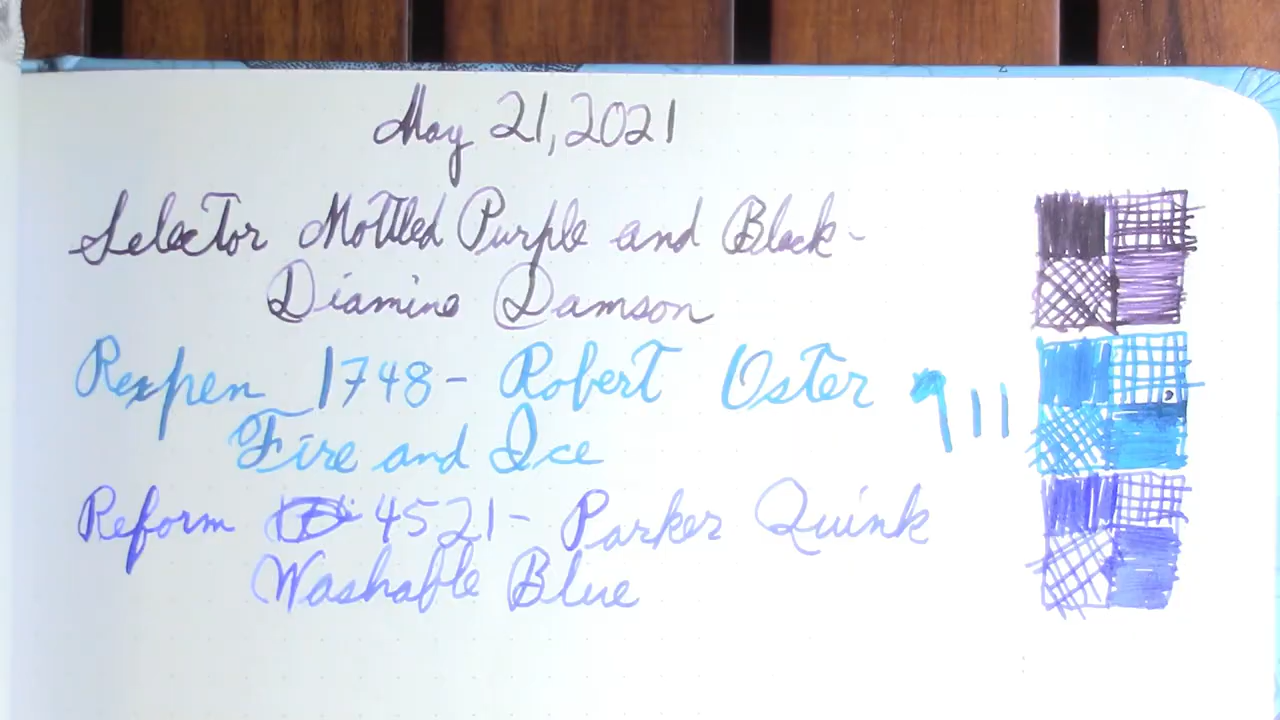 May 21, 2021
Selector Mottled Purple and Black-
Diamine Damson
Rexpen 1748- Robert Oster 911
Fire and Ice
Reform 4521- Parker Quink
Washable Blue